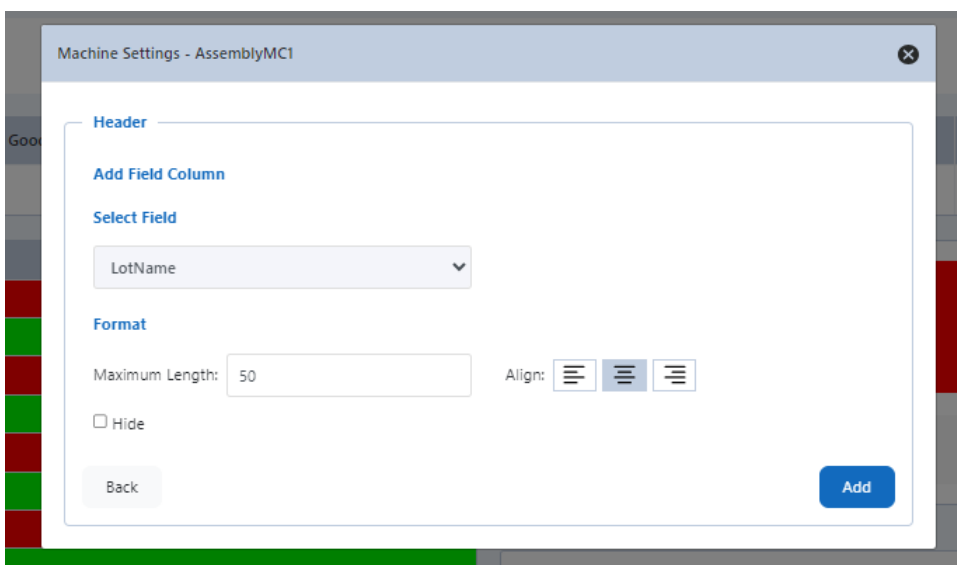 Machine Settings - AssemblyMC1
Header
Add Field Column
Select Field
LotName
Format
Maximum Length: 50 Align:
Hide
Back Add